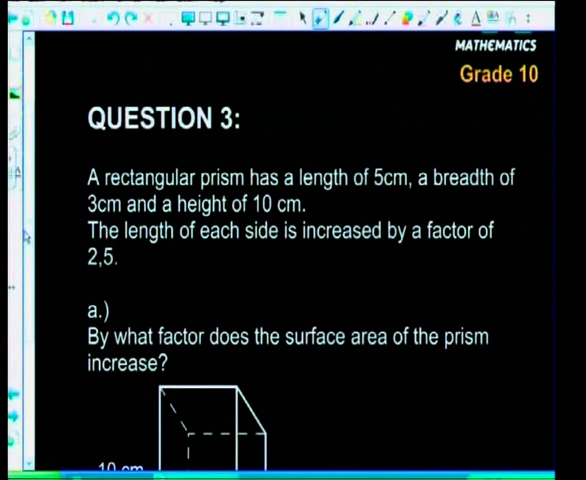 MATHEMATICS
Grade 10
QUESTION 3:
A rectangular prism has a length of 5cm, a breadth of
3cm and a height of 10 cm.
The length of each side is increased by a factor of
2,5.
a.)
By what factor does the surface area of the prism
increase?
10 cm